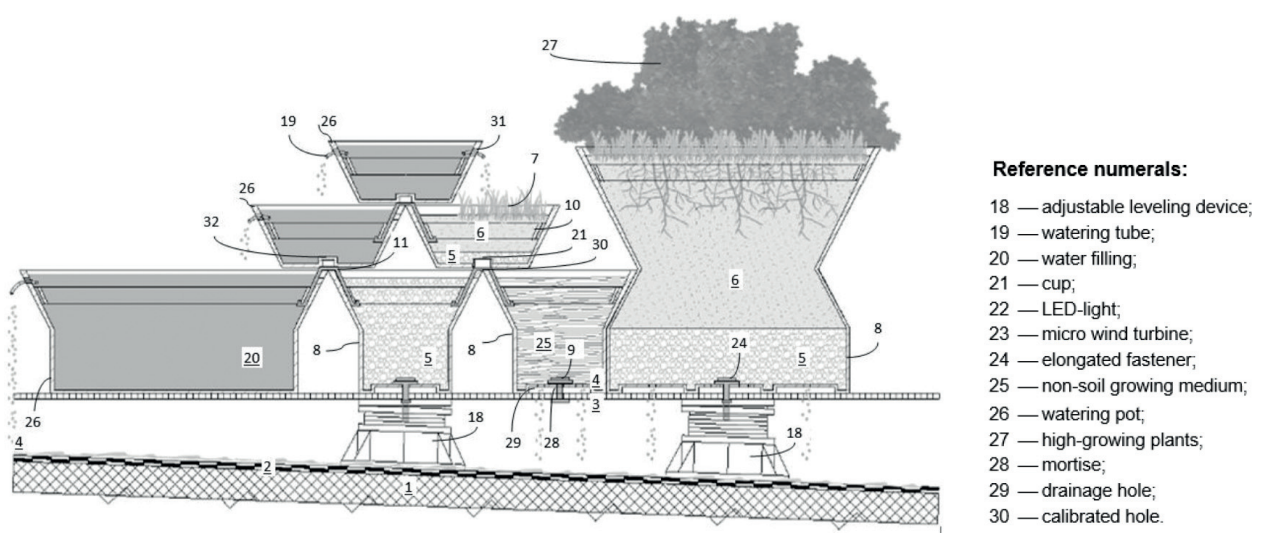 27
19
26
31
7
26
10
32
11
6
21
30
5
6
8
8
9
24
8
20
5
25
5
4
3
26
18
29
28
18
4
2
1
Reference numerals:
18 — adjustable leveling device;
19 — watering tube;
20 — water filling;
21 — cup;
22 — LED-light;
23 — micro wind turbine;
24 — elongated fastener;
25 — non-soil growing medium;
26 — watering pot;
27 — high-growing plants;
28 — mortise;
29 — drainage hole;
30 — calibrated hole.